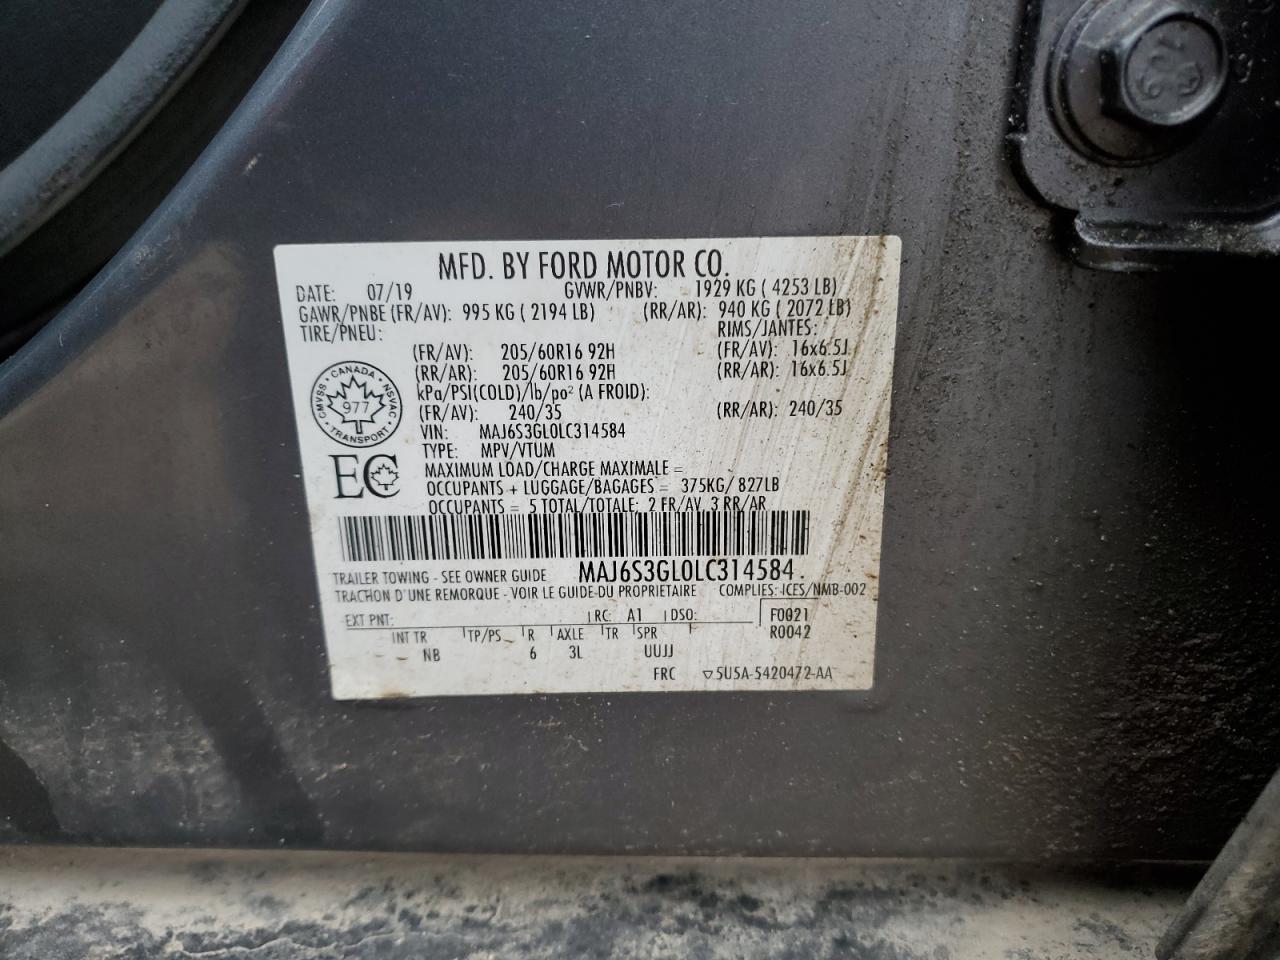 MFD. BY FORD MOTOR CO.
DATE: 07/19 GVWR/PNBV: 1929 KG ( 4253 LB)
GAWR/PNBE (FR/AV): 995 KG ( 2194 LB) (RR/AR): 940 KG ( 2072 LB)
TIRE/PNEU: RIMS/JANTES:
(FR/AV): 205/60R16 92H (FR/AV): 16x6.5J
(RR/AR): 205/60R16 92H (RR/AR): 16x6.5J
kPa/PSI(COLD)/lb/po² (A FROID):
(FR/AV): 240/35 (RR/AR): 240/35
CANADA
CMVSS NSVAC
977
TRANSPORT
VIN: MAJ6S3GL0LC314584
TYPE: MPV/VTUM
EC
MAXIMUM LOAD/CHARGE MAXIMALE =
OCCUPANTS + LUGGAGE/BAGAGES = 375KG/ 827LB
OCCUPANTS = 5 TOTAL/TOTALE: 2 FR/AV, 3 RR/AR
TRAILER TOWING - SEE OWNER GUIDE MAJ6S3GL0LC314584
TRACHON D'UNE REMORQUE - VOIR LE GUIDE-DU PROPRIETAIRE COMPLIES: ICES/NMB-002
EXT PNT: RC: A1 DSO: F0021
INT TR TP/PS R AXLE TR SPR R0042
NB 6 3L UUJJ
FRC 5U5A-5420472-AA